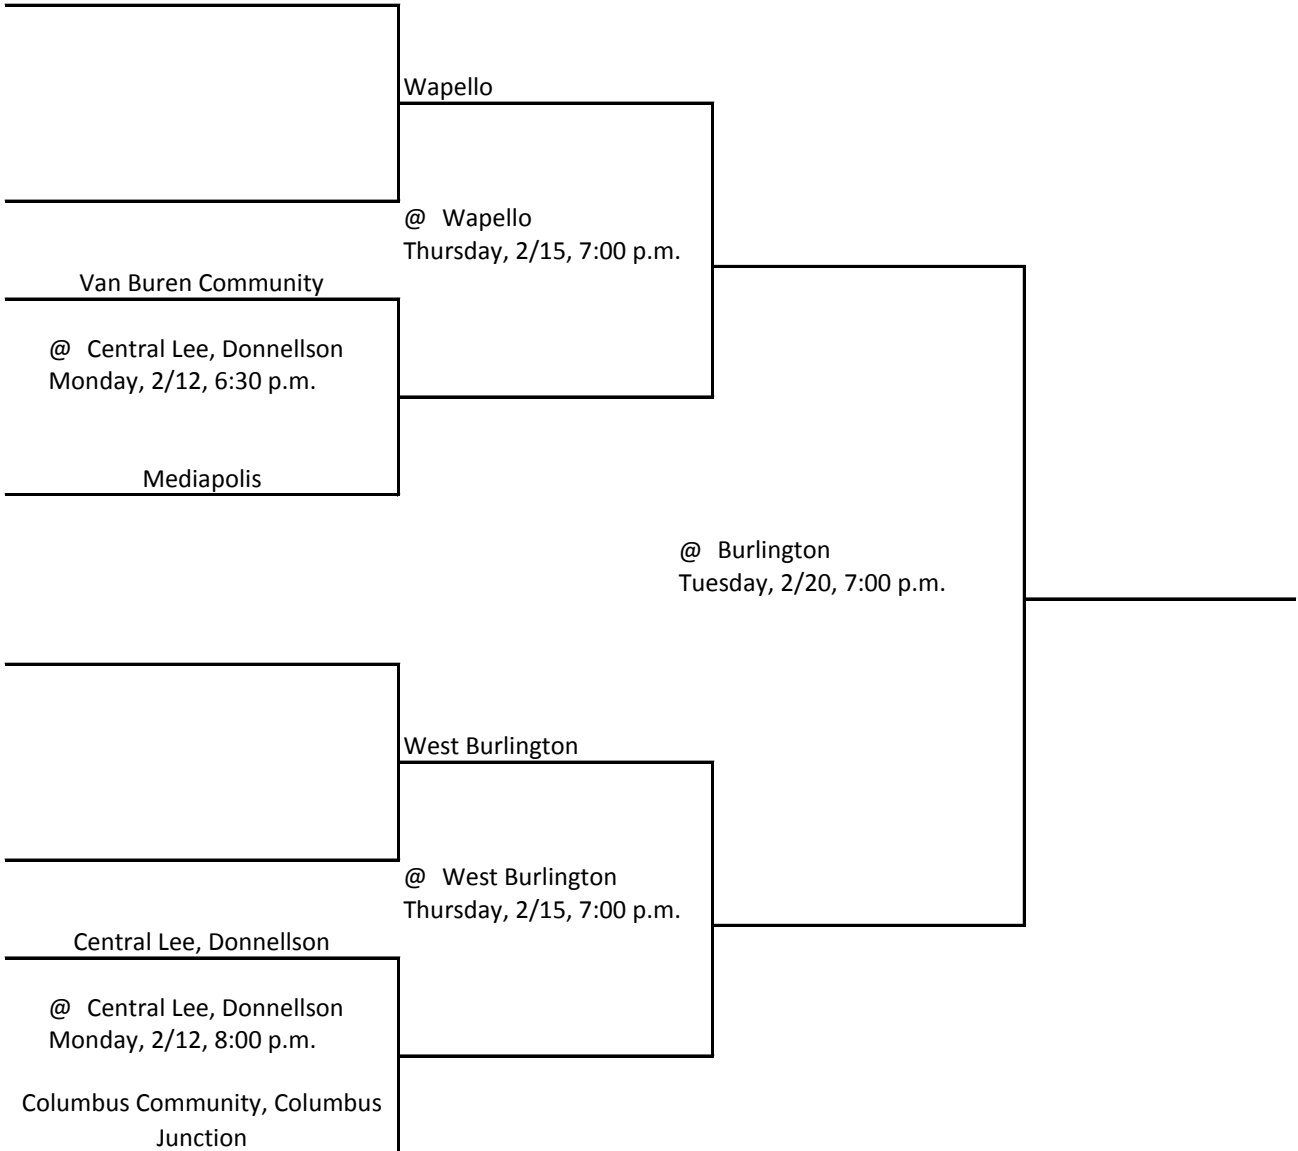 Wapello
@ Wapello
Thursday, 2/15, 7:00 p.m.
Van Buren Community
@ Central Lee, Donnellson
Monday, 2/12, 6:30 p.m.
Mediapolis
@ Burlington
Tuesday, 2/20, 7:00 p.m.
West Burlington
@ West Burlington
Thursday, 2/15, 7:00 p.m.
Central Lee, Donnellson
@ Central Lee, Donnellson
Monday, 2/12, 8:00 p.m.
Columbus Community, Columbus
Junction